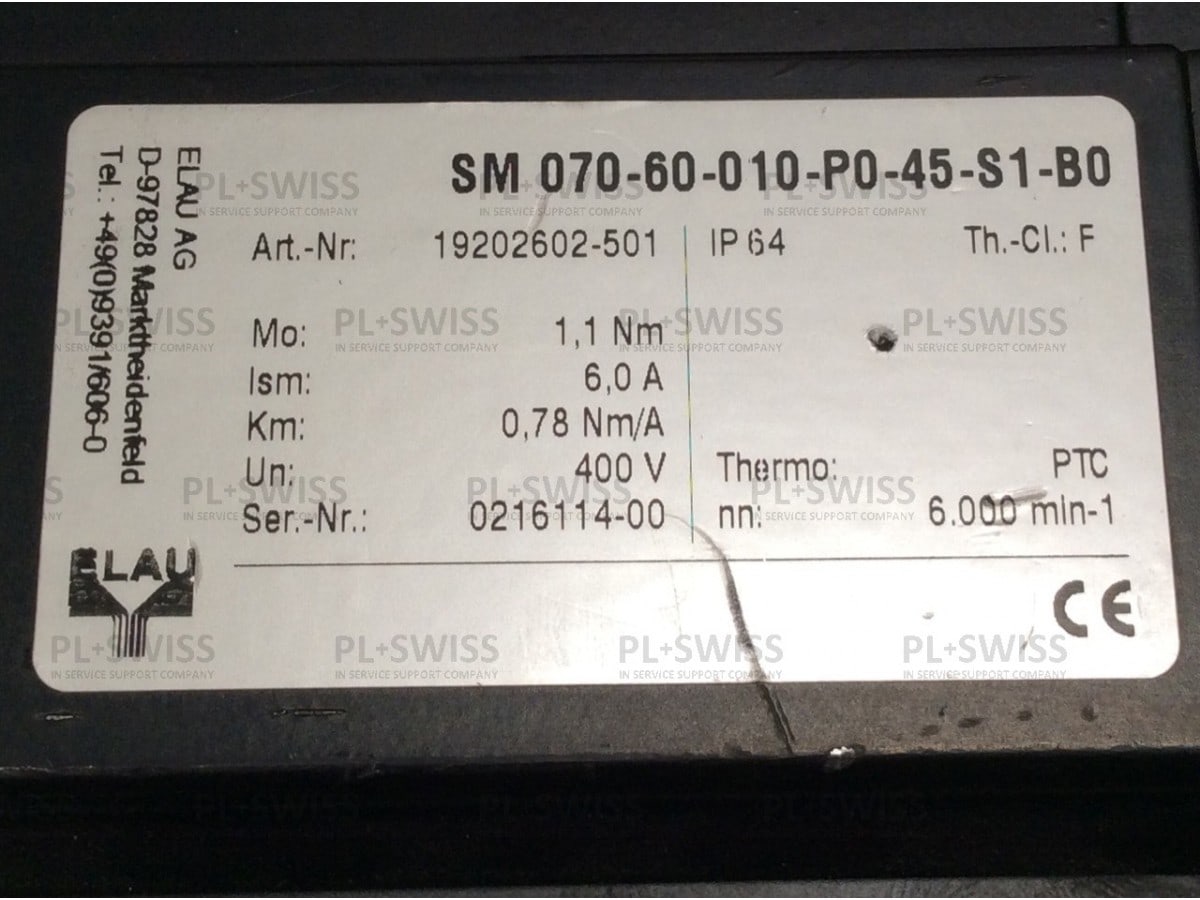 SM 070-60-010-P0-45-S1-B0
Art.-Nr: 19202602-501 IP 64 Th.-Cl.: F
Mo: 1,1 Nm
Ism: 6,0 A
Km: 0,78 Nm/A
Un: 400 V Thermo: PTC
Ser.-Nr.: 0216114-00 nn: 6.000 min-1
CE
ELAU AG
D-97828 Marktheidenfeld
Tel.: +49(0)9391/606-0
ELAU
PL+SWISS
IN SERVICE SUPPORT COMPANY